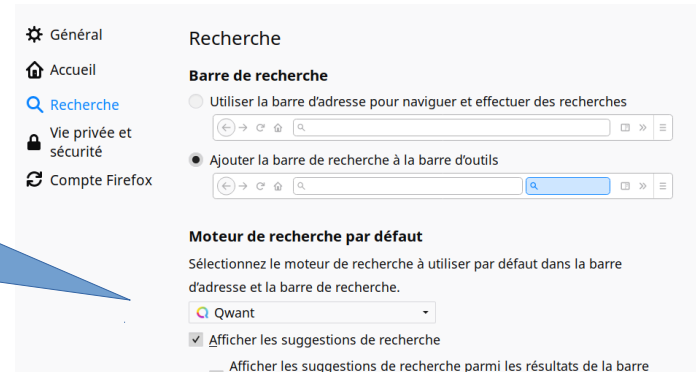 Général
Accueil
Recherche
Vie privée et
sécurité
Compte Firefox
Recherche
Barre de recherche
Utiliser la barre d'adresse pour naviguer et effectuer des recherches
Ajouter la barre de recherche à la barre d'outils
Moteur de recherche par défaut
Sélectionnez le moteur de recherche à utiliser par défaut dans la barre
d'adresse et la barre de recherche.
Qwant
Afficher les suggestions de recherche
Afficher les suggestions de recherche parmi les résultats de la barre